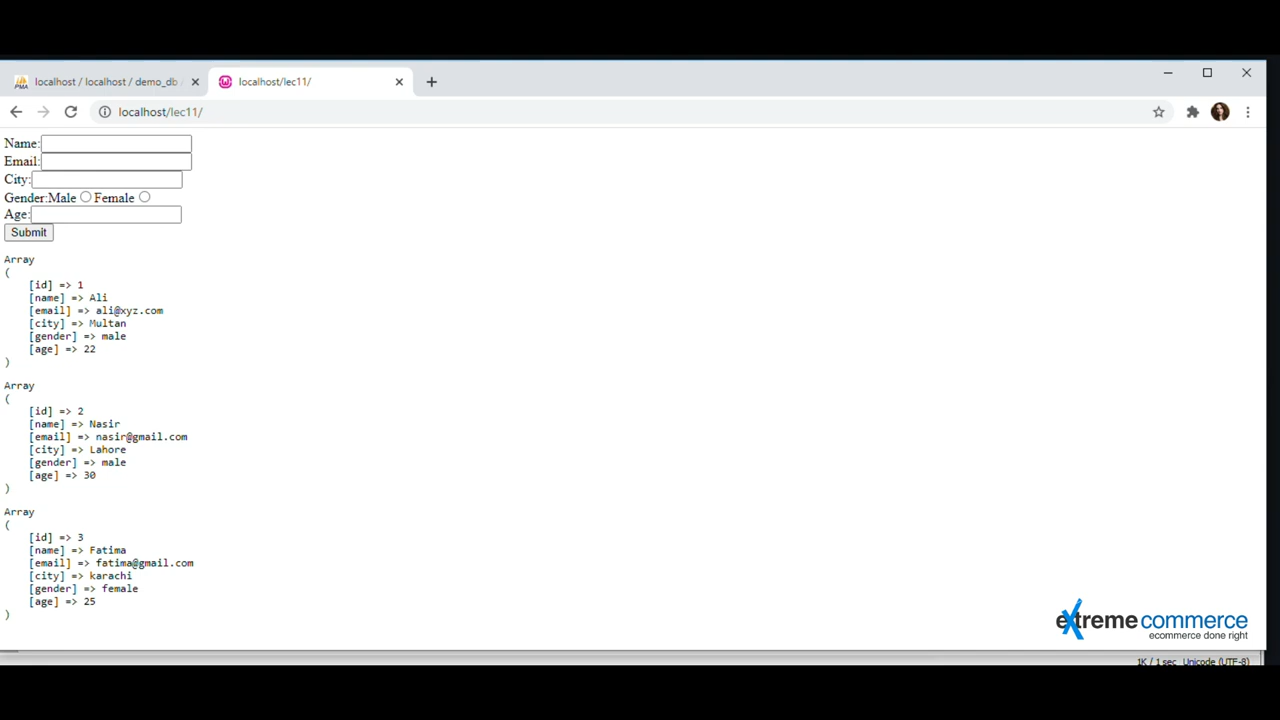 PMA
localhost / localhost / demo_db
localhost/lec11/
localhost/lec11/
Name:
Email:
City:
Gender:Male Female
Age:
Submit
Array
(
[id] => 1
[name] => Ali
[email] => ali@xyz.com
[city] => Multan
[gender] => male
[age] => 22
)
Array
(
[id] => 2
[name] => Nasir
[email] => nasir@gmail.com
[city] => Lahore
[gender] => male
[age] => 30
)
Array
(
[id] => 3
[name] => Fatima
[email] => fatima@gmail.com
[city] => karachi
[gender] => female
[age] => 25
)
extreme commerce
ecommerce done right
1K / 1 sec Unicode (UTF-8)